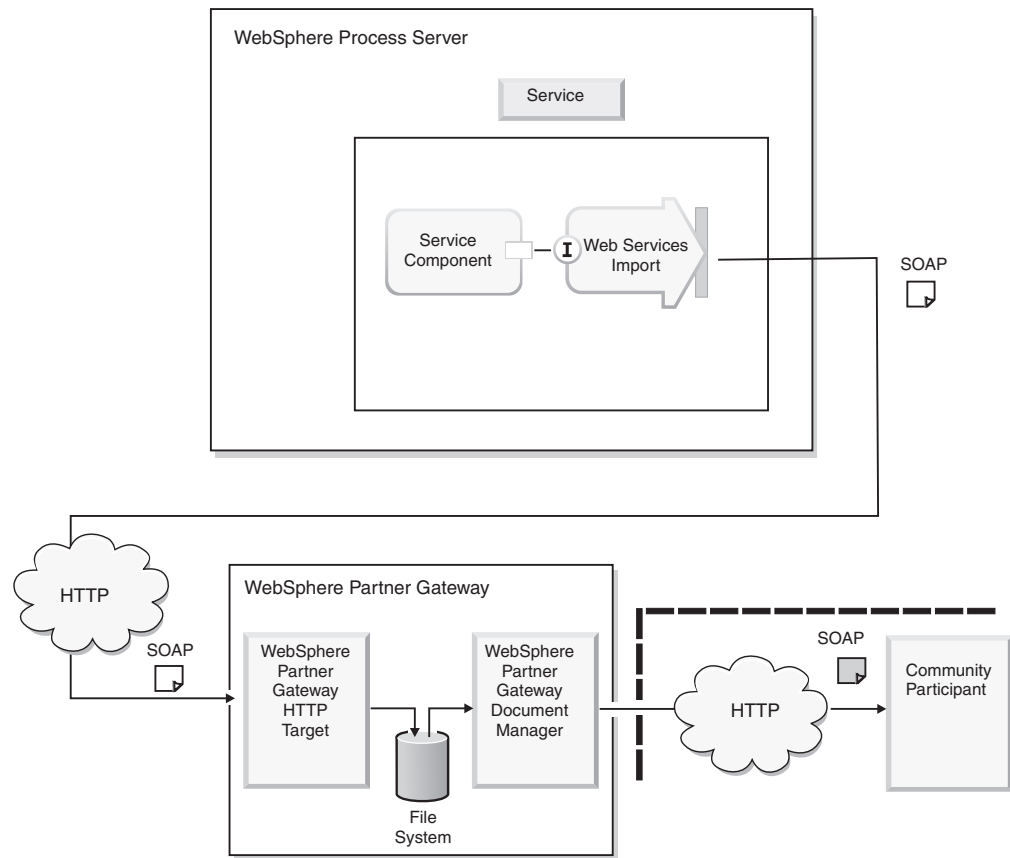 WebSphere Process Server
Service
Service
Component
I
Web Services
Import
SOAP
HTTP
SOAP
WebSphere Partner Gateway
WebSphere
Partner
Gateway
HTTP
Target
File
System
WebSphere
Partner
Gateway
Document
Manager
HTTP
SOAP
Community
Participant